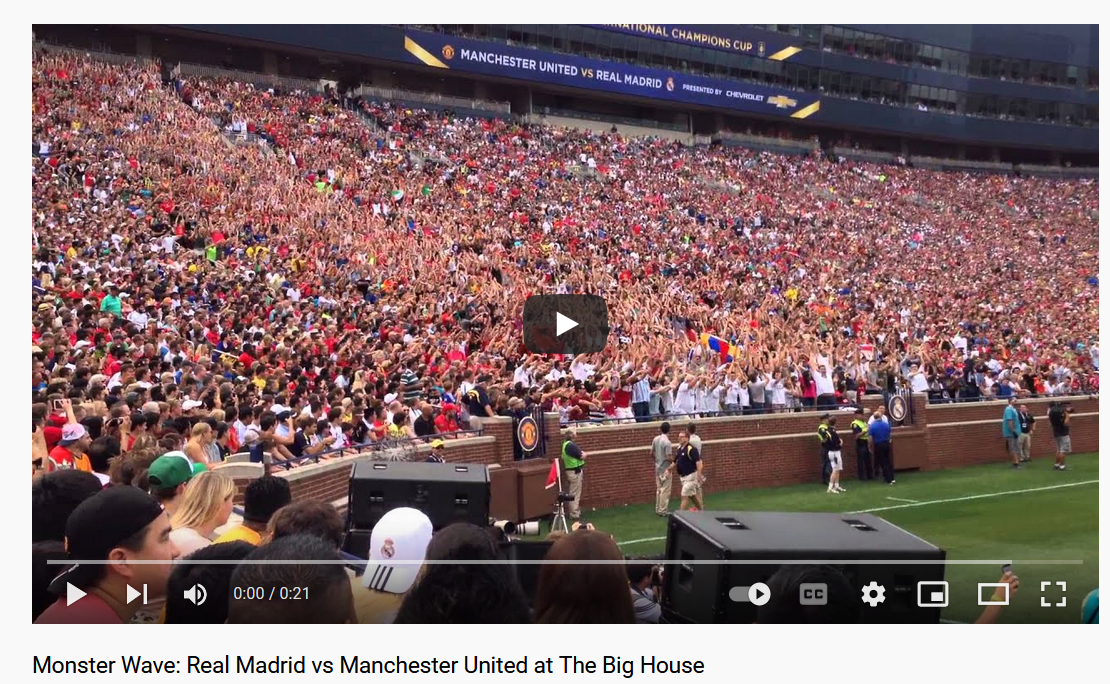 NATIONAL CHAMPIONS CUP
MANCHESTER UNITED VS REAL MADRID PRESENTED BY CHEVROLET
0:00 / 0:21
CC
Monster Wave: Real Madrid vs Manchester United at The Big House